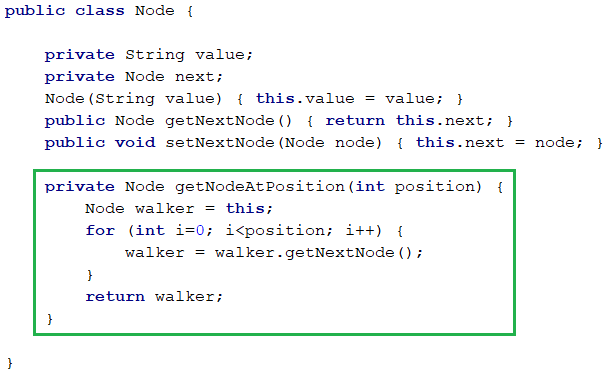 public class Node {
private String value;
private Node next;
Node(String value) { this.value = value; }
public Node getNextNode() { return this.next; }
public void setNextNode(Node node) { this.next = node; }
private Node getNodeAtPosition(int position) {
Node walker = this;
for (int i=0; i<position; i++) {
walker = walker.getNextNode();
}
return walker;
}
}